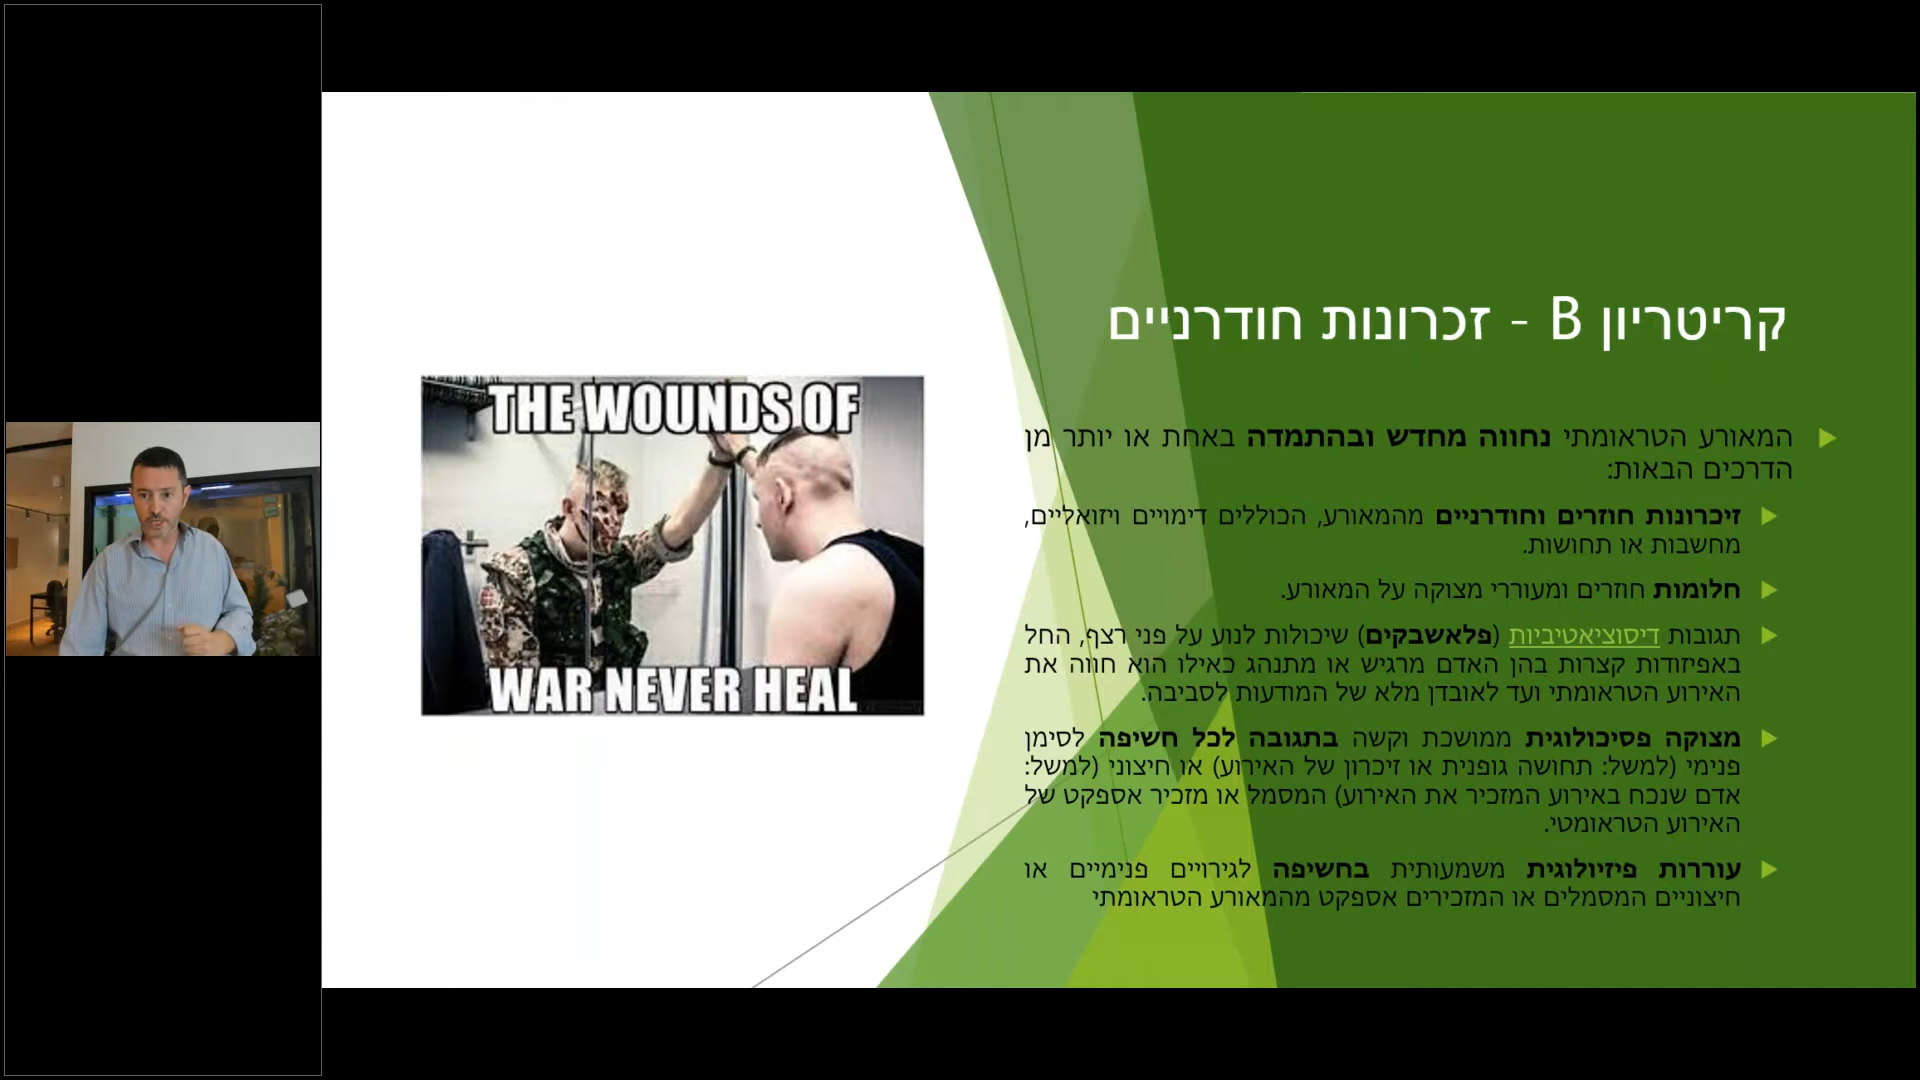 קריטריון B - זכרונות חודרניים
המאורע הטראומתי נחווה מחדש ובהתמדה באחת או יותר מן
הדרכים הבאות:
זיכרונות חוזרים וחודרניים מהמאורע, הכוללים דימויים ויזואליים,
מחשבות או תחושות.
חלומות חוזרים ומעוררי מצוקה על המאורע.
תגובות דיסוציאטיביות (פלאשבקים) שיכולות לנוע על פני רצף, החל
באפיזודות קצרות בהן האדם מרגיש או מתנהג כאילו הוא חווה את
האירוע הטראומתי ועד לאובדן מלא של המודעות לסביבה.
מצוקה פסיכולוגית ממושכת וקשה בתגובה לכל חשיפה לסימן
פנימי (למשל: תחושה גופנית או זיכרון של האירוע) או חיצוני (למשל:
אדם שנכח באירוע המזכיר את האירוע) המסמל או מזכיר אספקט של
האירוע הטראומטי.
עוררות פיזיולוגית משמעותית בחשיפה לגירויים פנימיים או
חיצוניים המסמלים או המזכירים אספקט מהמאורע הטראומתי
THE WOUNDS OF
WAR NEVER HEAL